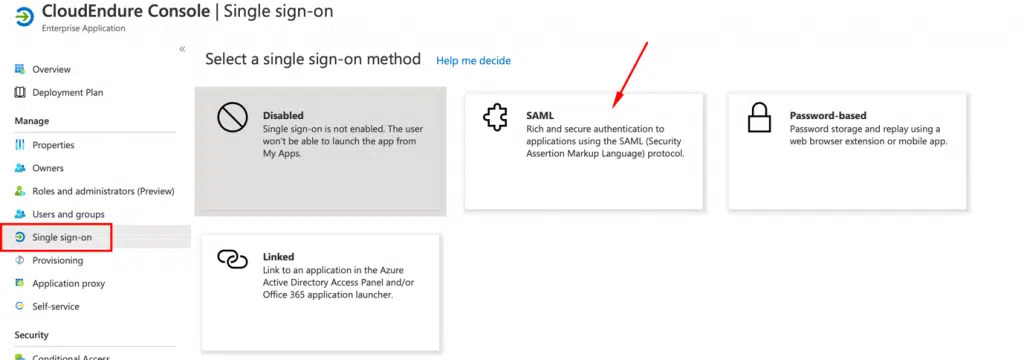 CloudEndure Console | Single sign-on
Enterprise Application
«
Overview
Deployment Plan
Manage
Properties
Owners
Roles and administrators (Preview)
Users and groups
Single sign-on
Provisioning
Application proxy
Self-service
Security
Conditional Access
Select a single sign-on method Help me decide
Disabled
Single sign-on is not enabled. The user
won't be able to launch the app from
My Apps.
SAML
Rich and secure authentication to
applications using the SAML (Security
Assertion Markup Language) protocol.
Password-based
Password storage and replay using a
web browser extension or mobile app.
Linked
Link to an application in the Azure
Active Directory Access Panel and/or
Office 365 application launcher.